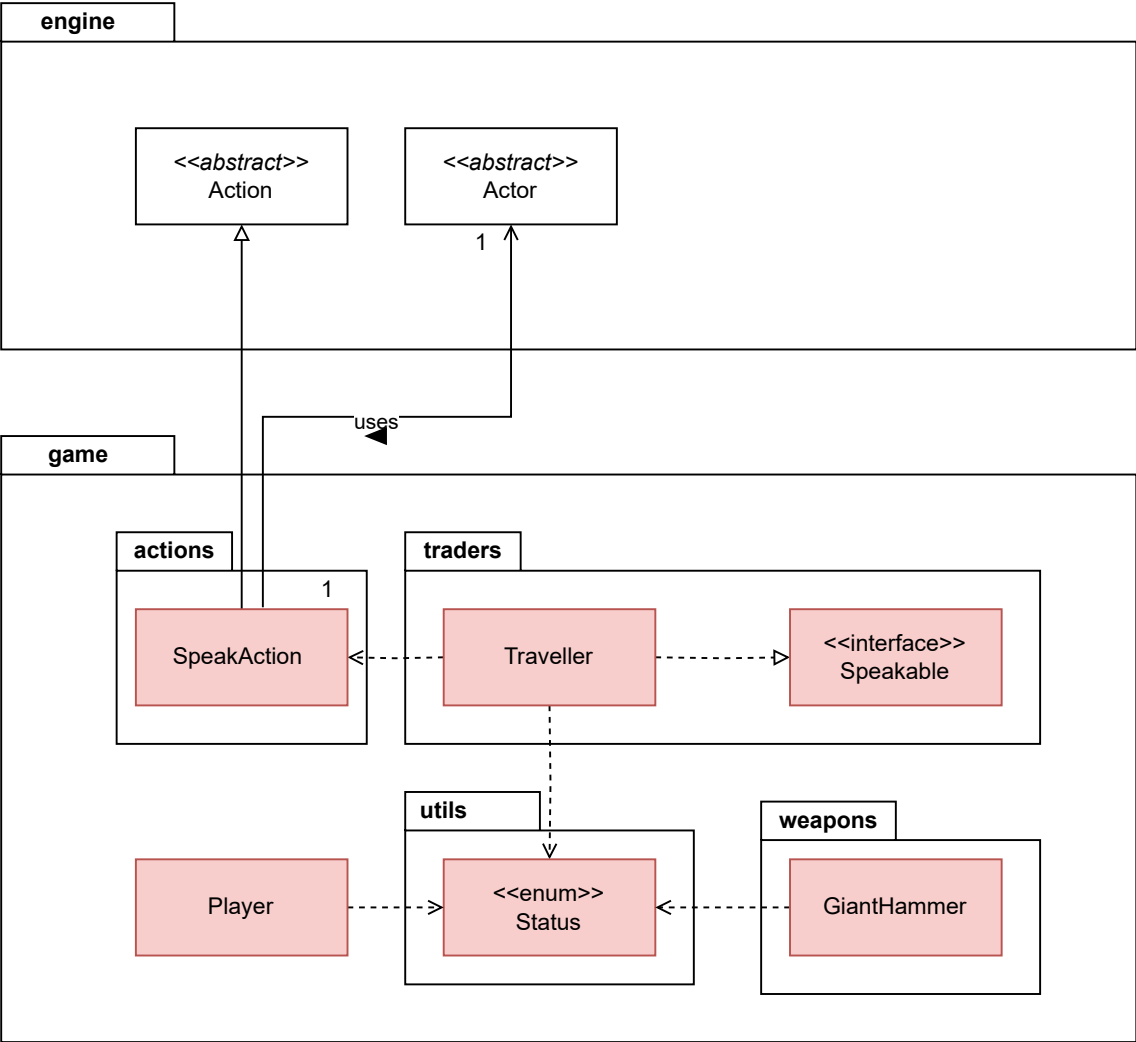 engine
<<abstract>>
Action
<<abstract>>
Actor
1
uses
game
actions
traders
1
SpeakAction
Traveller
<<interface>>
Speakable
utils
weapons
Player
<<enum>>
Status
GiantHammer